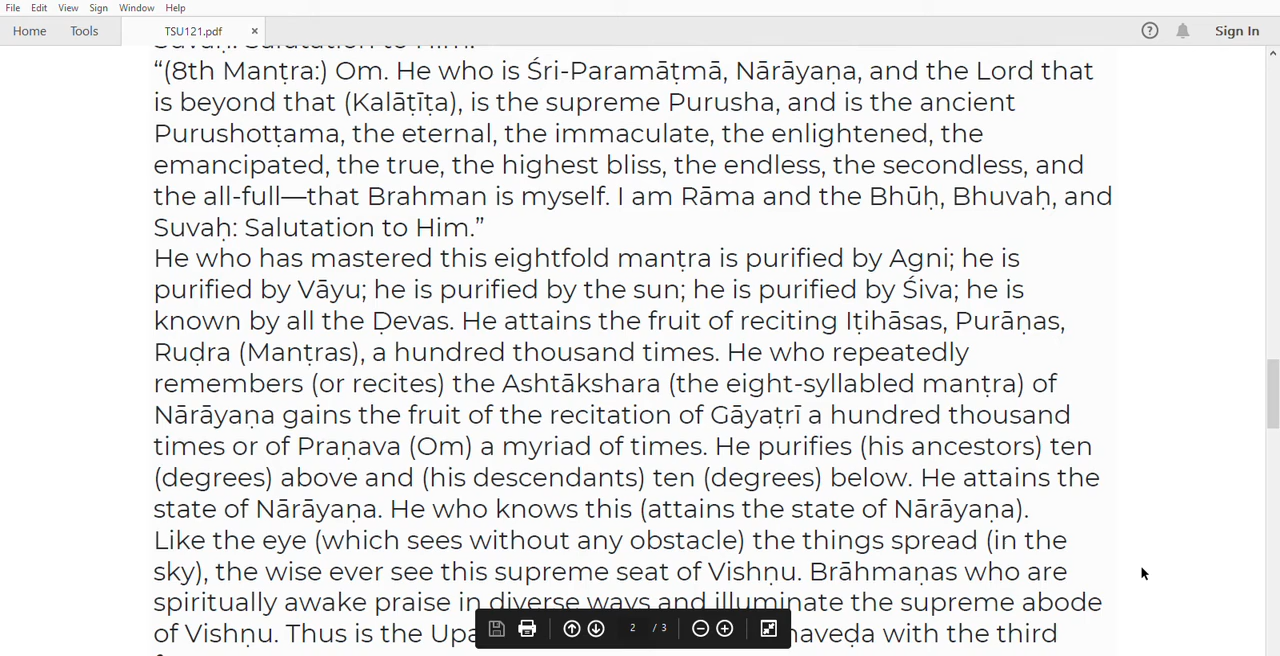 File Edit View Sign Window Help
Home Tools TSU121.pdf × Sign In
Suvaḥ: Salutation to Him."
“(8th Manṭra:) Om. He who is Śri-Paramāṭmā, Nārāyaṇa, and the Lord that
is beyond that (Kalāṭīṭa), is the supreme Purusha, and is the ancient
Purushoṭṭama, the eternal, the immaculate, the enlightened, the
emancipated, the true, the highest bliss, the endless, the secondless, and
the all-full—that Brahman is myself. I am Rāma and the Bhūḥ, Bhuvaḥ, and
Suvaḥ: Salutation to Him.”
He who has mastered this eightfold manṭra is purified by Agni; he is
purified by Vāyu; he is purified by the sun; he is purified by Śiva; he is
known by all the Ḍevas. He attains the fruit of reciting Iṭihāsas, Purāṇas,
Ruḍra (Manṭras), a hundred thousand times. He who repeatedly
remembers (or recites) the Ashtākshara (the eight-syllabled manṭra) of
Nārāyaṇa gains the fruit of the recitation of Gāyaṭrī a hundred thousand
times or of Praṇava (Om) a myriad of times. He purifies (his ancestors) ten
(degrees) above and (his descendants) ten (degrees) below. He attains the
state of Nārāyaṇa. He who knows this (attains the state of Nārāyaṇa).
Like the eye (which sees without any obstacle) the things spread (in the
sky), the wise ever see this supreme seat of Vishṇu. Brāhmaṇas who are
spiritually awake praise in diverse ways and illuminate the supreme abode
of Vishṇu. Thus is the with the third
2 / 3